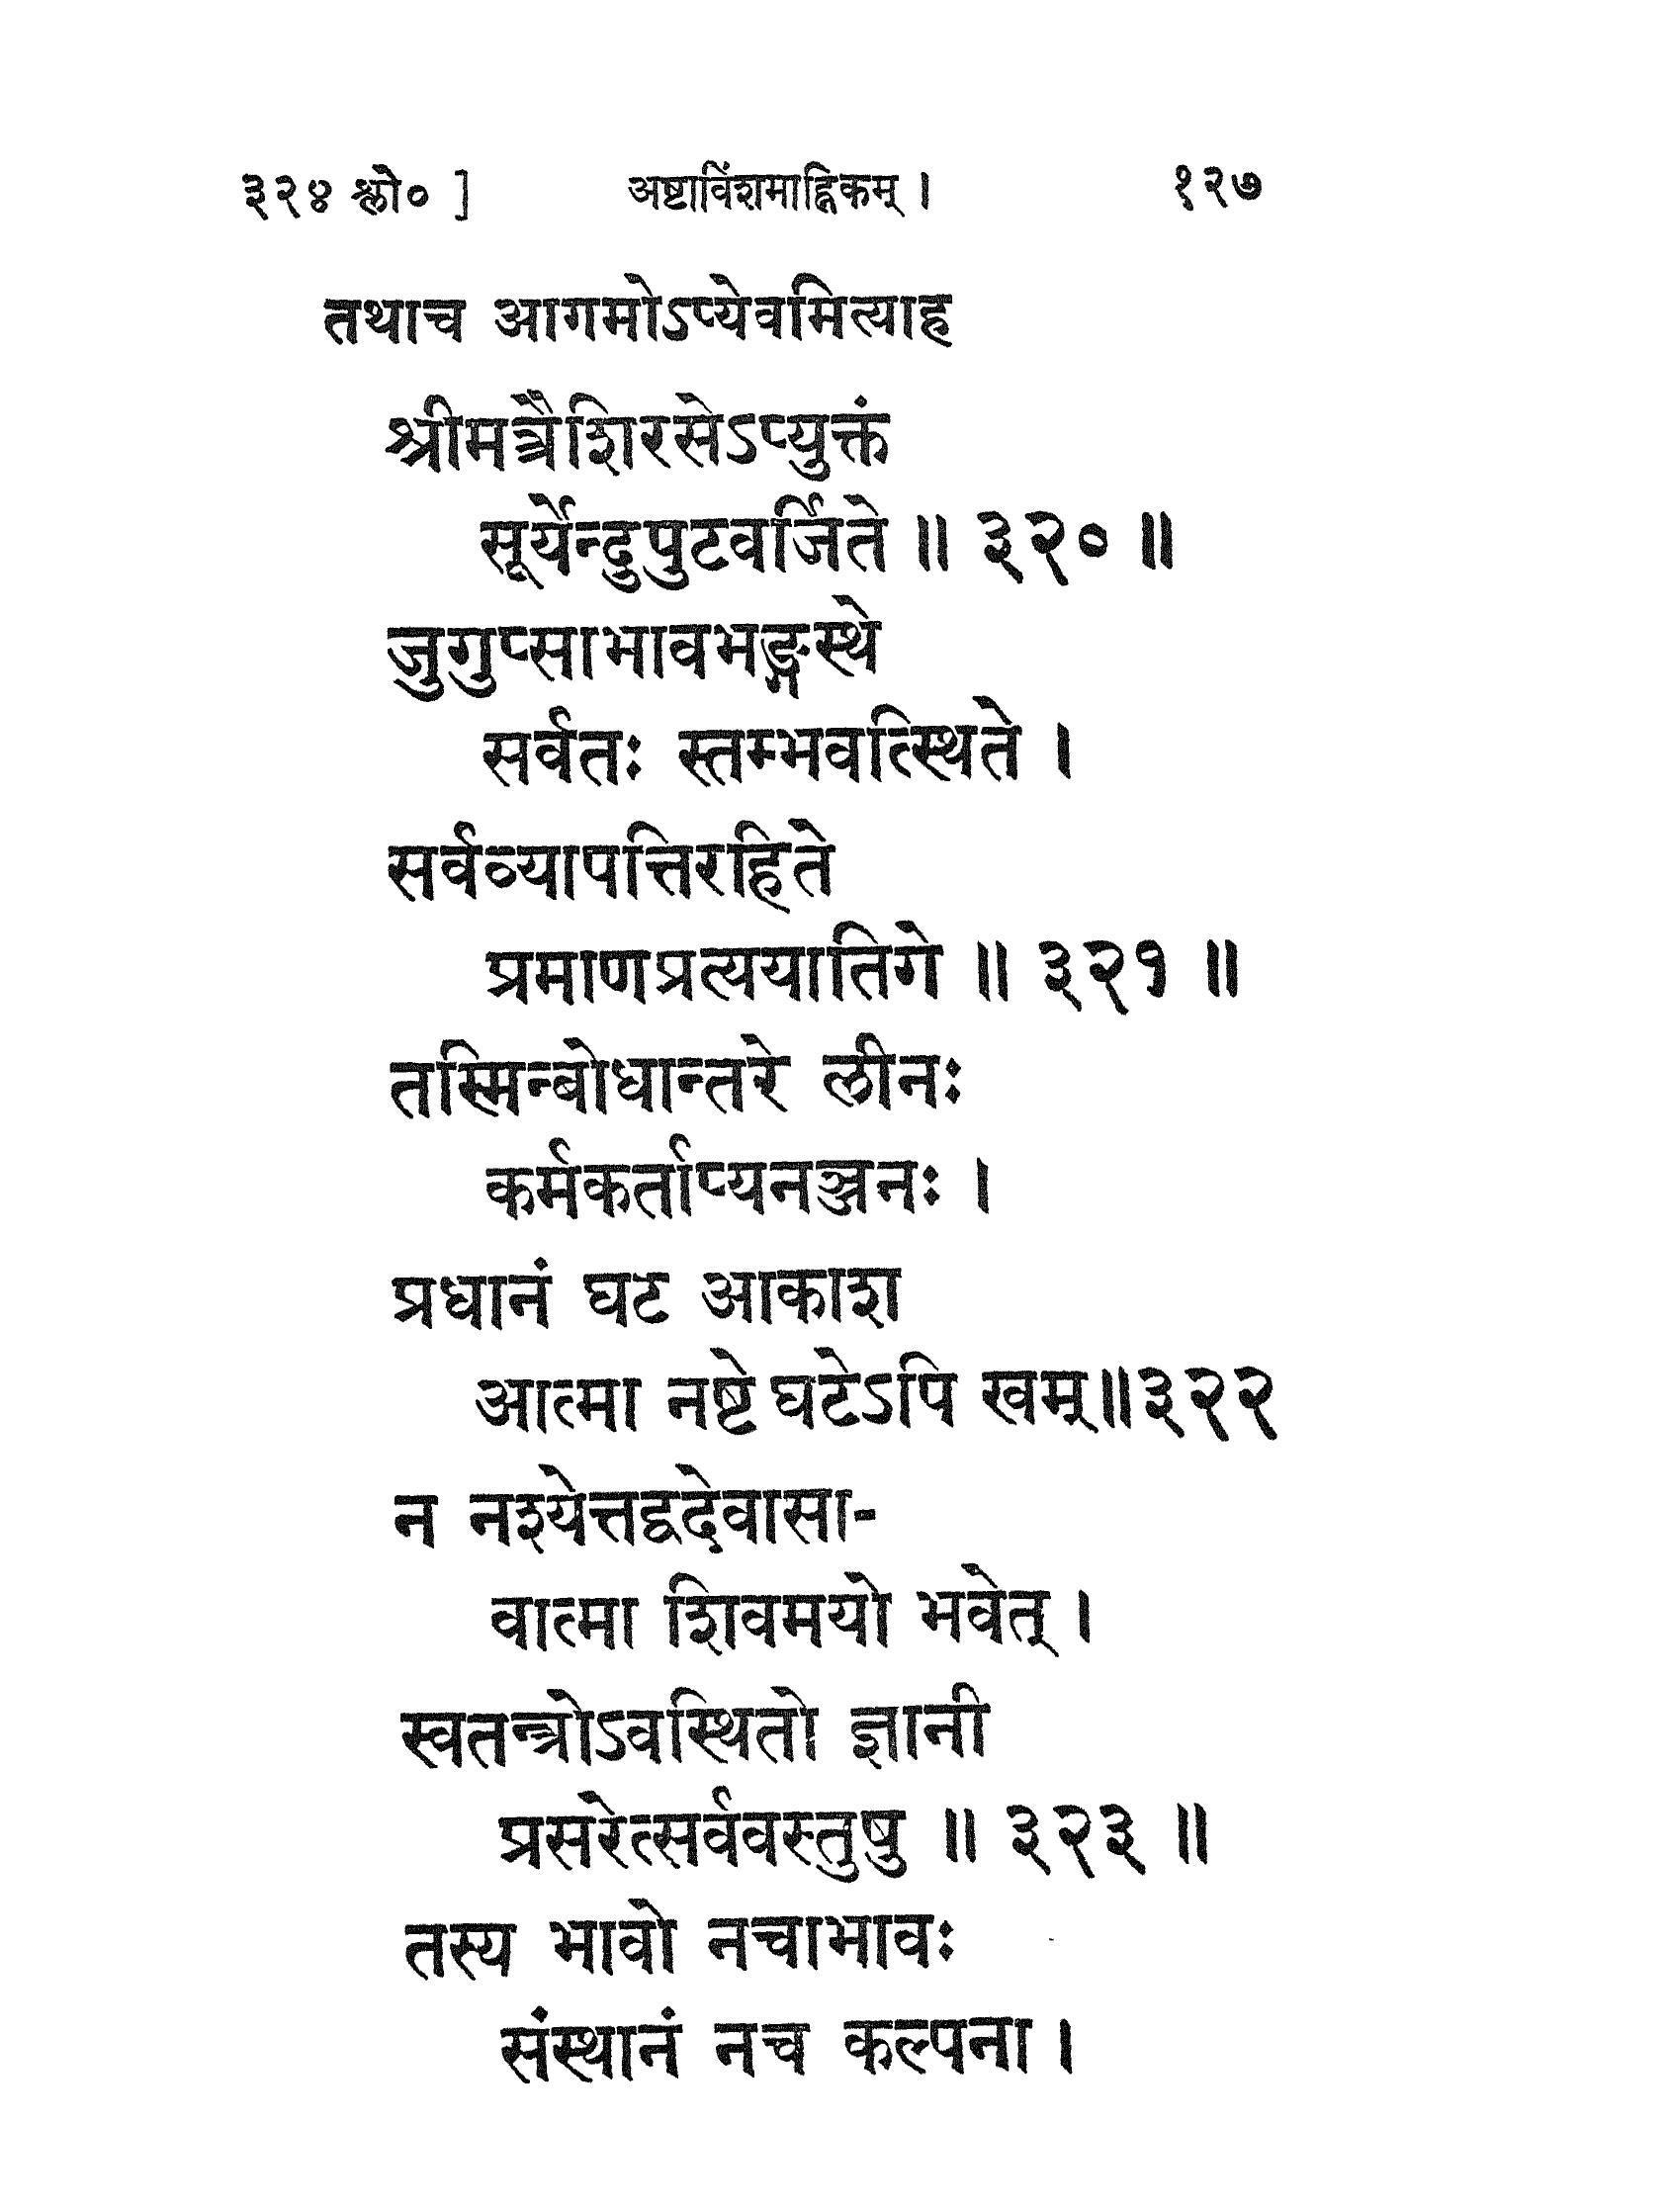 ३२४ श्लो० ] अष्टाविंशमाह्निकम् । १२७
तथाच आगमोऽप्येवमित्याह
श्रीमत्रैशिरसेऽप्युक्तं
सूर्येन्दुपुटवर्जिते ॥ ३२० ॥
जुगुप्साभावभङ्गस्थे
सर्वतः स्तम्भवत्स्थिते ।
सर्वव्यापत्तिरहिते
प्रमाणप्रत्ययातिगे ॥ ३२१ ॥
तस्मिन्बोधान्तरे लीनः
कर्मकर्ताप्यनञ्जनः ।
प्रधानं घट आकाश
आत्मा नष्टे घटेऽपि खम्॥३२२
न नश्येत्तद्वदेवासा-
वात्मा शिवमयो भवेत् ।
स्वतन्त्रोऽवस्थितो ज्ञानी
प्रसरेत्सर्ववस्तुषु ॥ ३२३ ॥
तस्य भावो नचाभावः
संस्थानं नच कल्पना ।